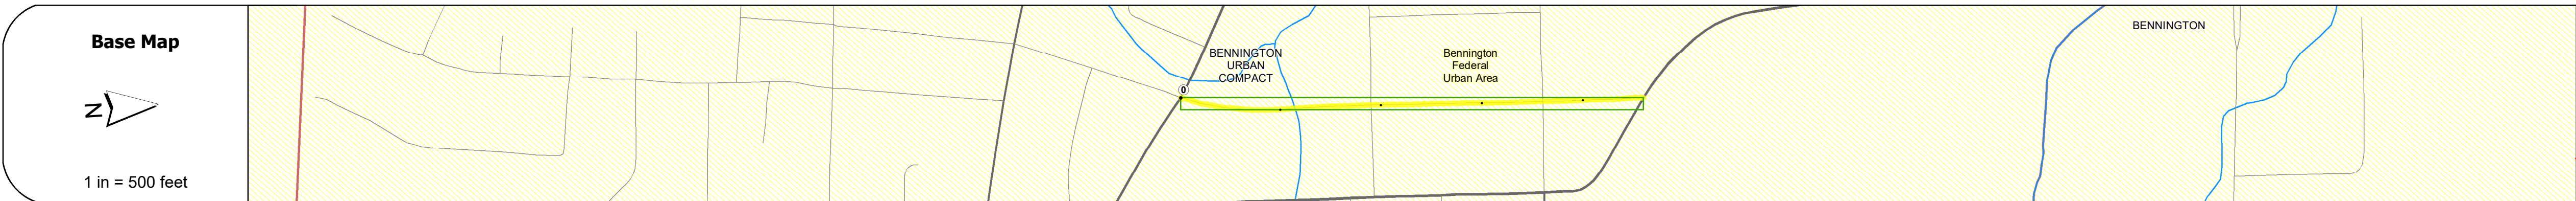 Base Map
N
1 in = 500 feet
0
BENNINGTON
URBAN
COMPACT
Bennington
Federal
Urban Area
BENNINGTON